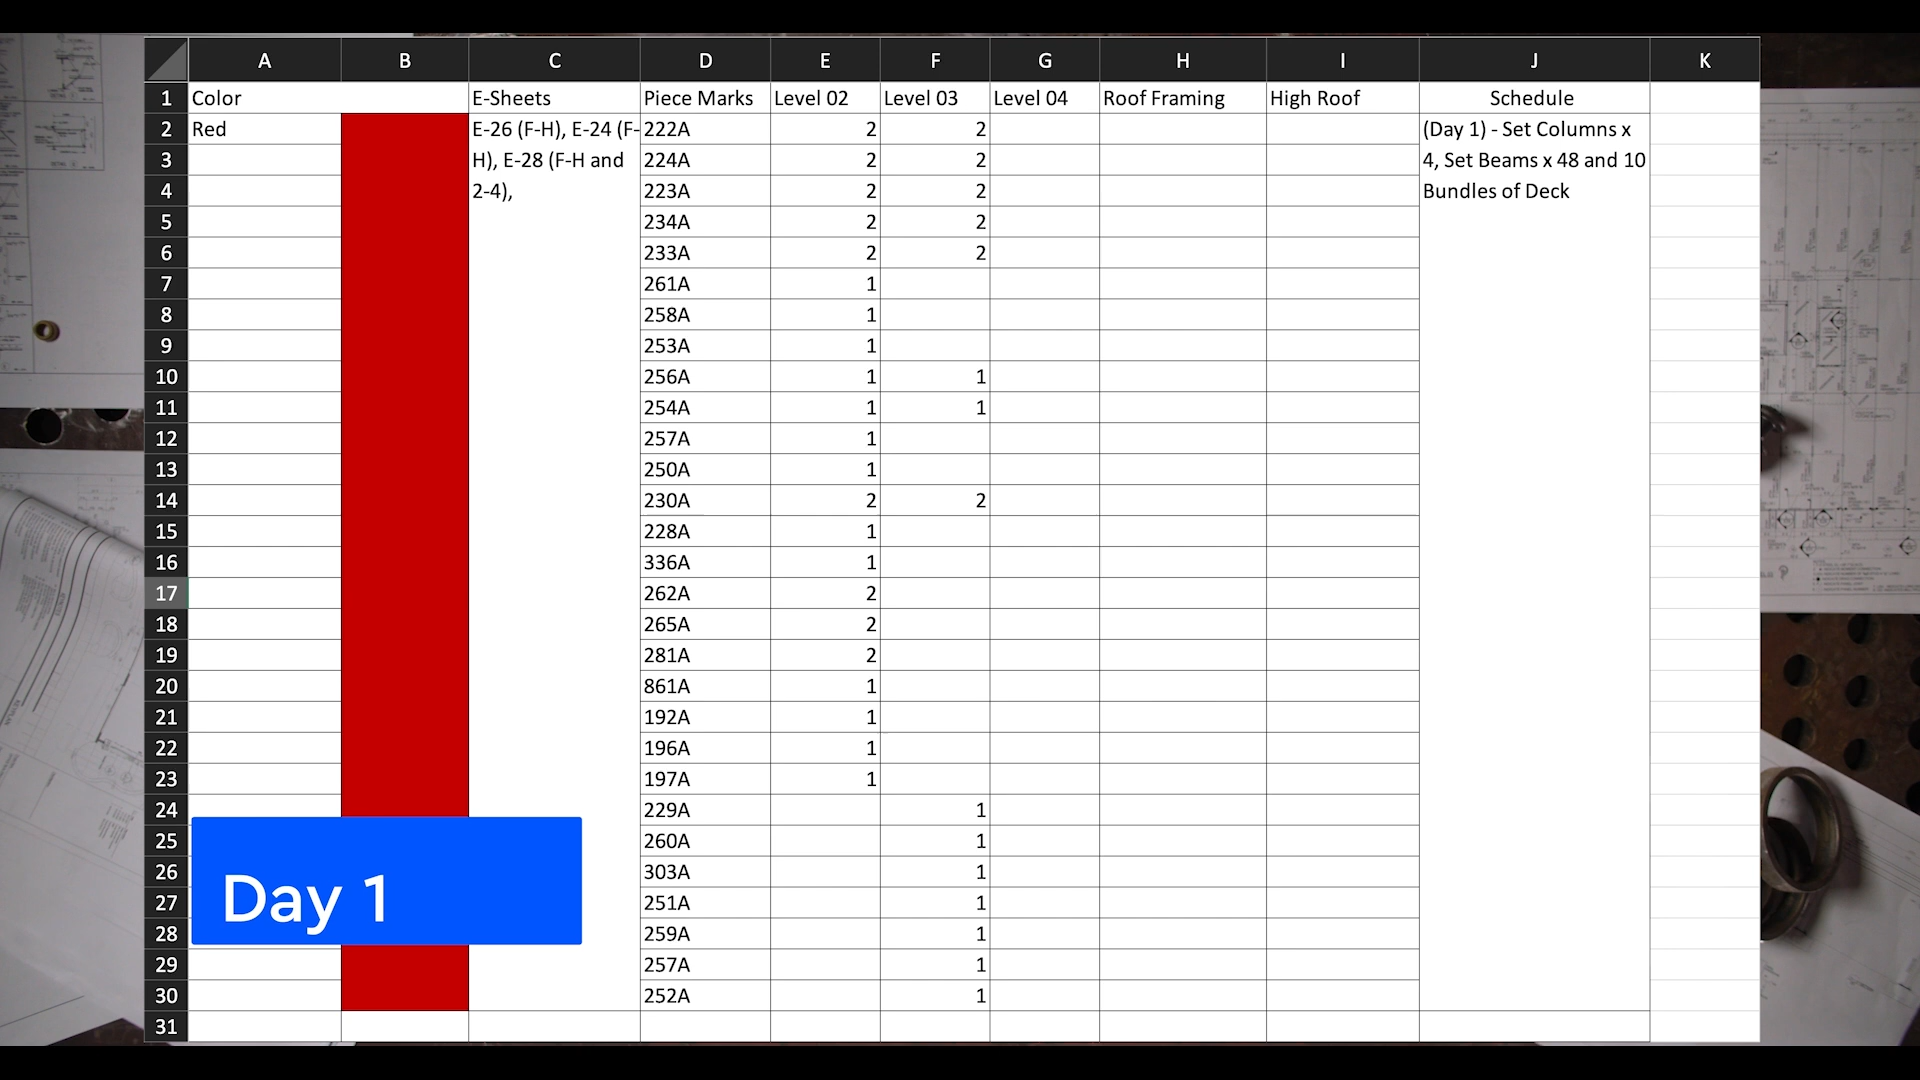 A B C D E F G H I J K
1 Color E-Sheets Piece Marks Level 02 Level 03 Level 04 Roof Framing High Roof Schedule
2 Red E-26 (F-H), E-24 (F- 222A 2 2 (Day 1) - Set Columns x
3 H), E-28 (F-H and 224A 2 2 4, Set Beams x 48 and 10
4 2-4), 223A 2 2 Bundles of Deck
5 234A 2 2
6 233A 2 2
7 261A 1
8 258A 1
9 253A 1
10 256A 1 1
11 254A 1 1
12 257A 1
13 250A 1
14 230A 2 2
15 228A 1
16 336A 1
17 262A 2
18 265A 2
19 281A 2
20 861A 1
21 192A 1
22 196A 1
23 197A 1
24 229A 1
25 260A 1
26 303A 1
27 251A 1
28 259A 1
29 257A 1
30 252A 1
31
Day 1